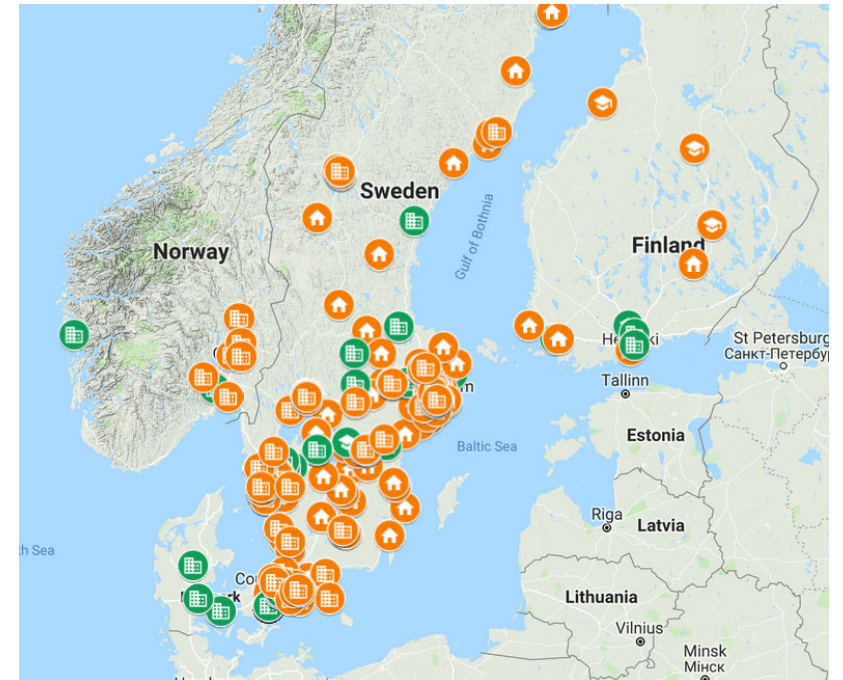 Sweden
Norway
Gulf of Bothnia
Finland
St Petersburg
Санкт-Петербу
Tallinn
Estonia
Baltic Sea
Riga
Latvia
Lithuania
Vilnius
Minsk
Мінск